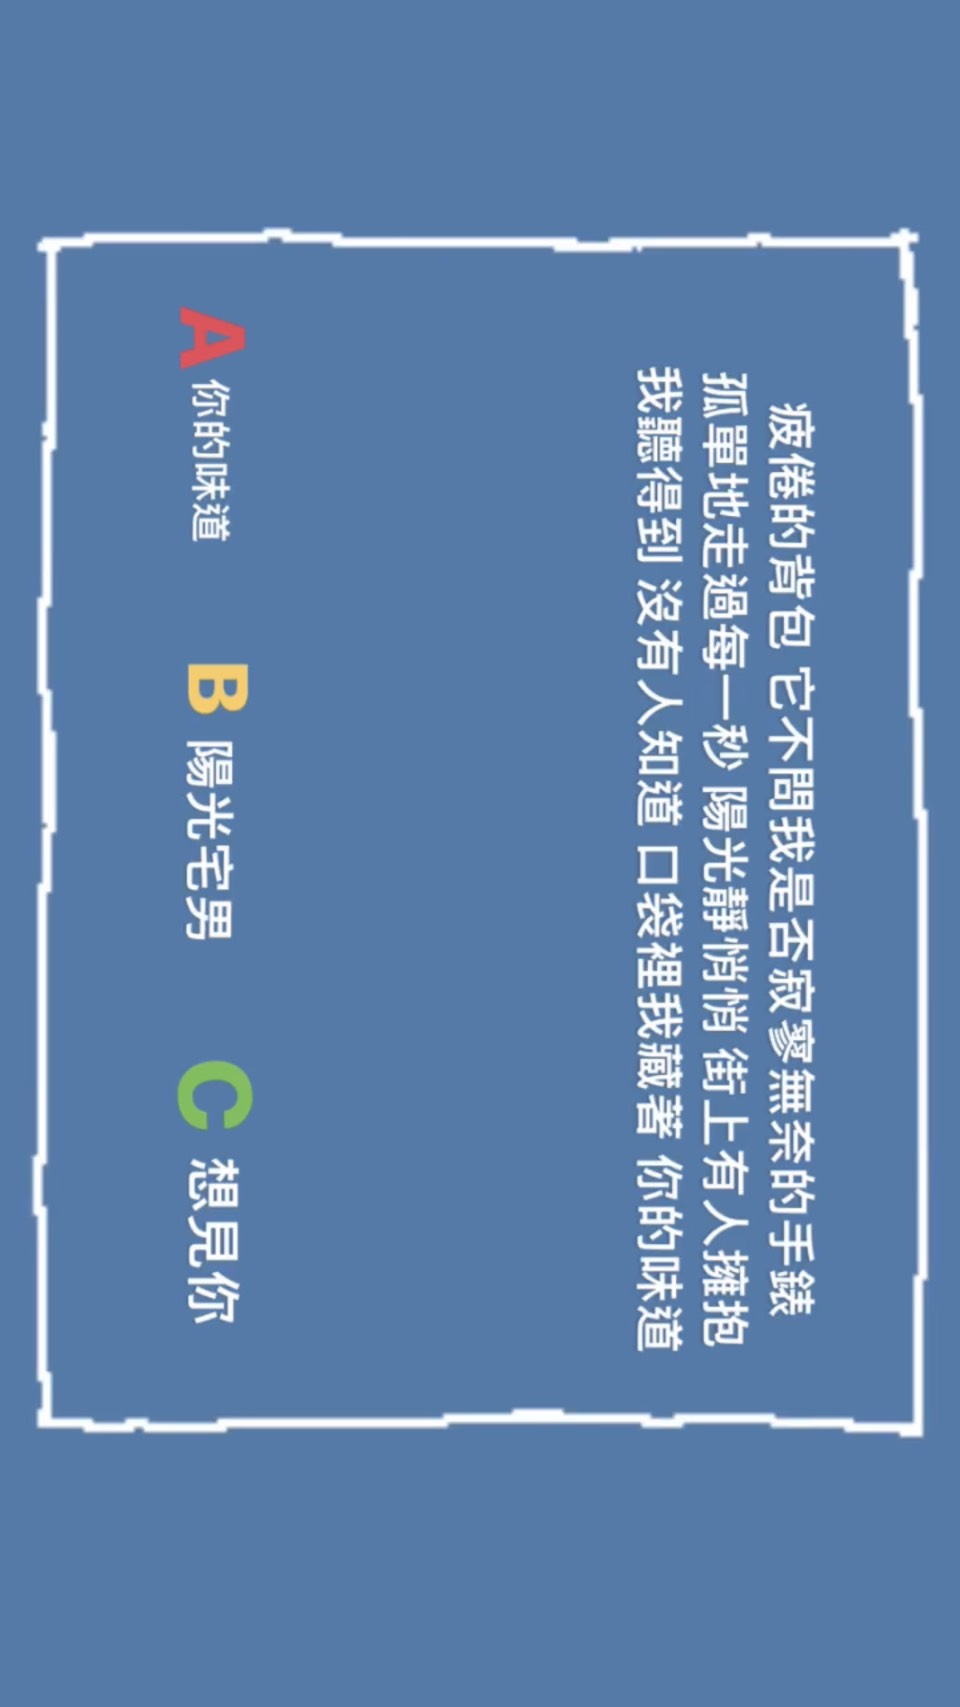 疲倦的背包 它不問我是否寂寥無奈的手錶
孤單地走過每一秒 陽光靜悄悄 街上有人擁抱
我聽得到 沒有人知道 口袋裡我藏著 你的味道
A 你的味道
B 陽光宅男
C 想見你